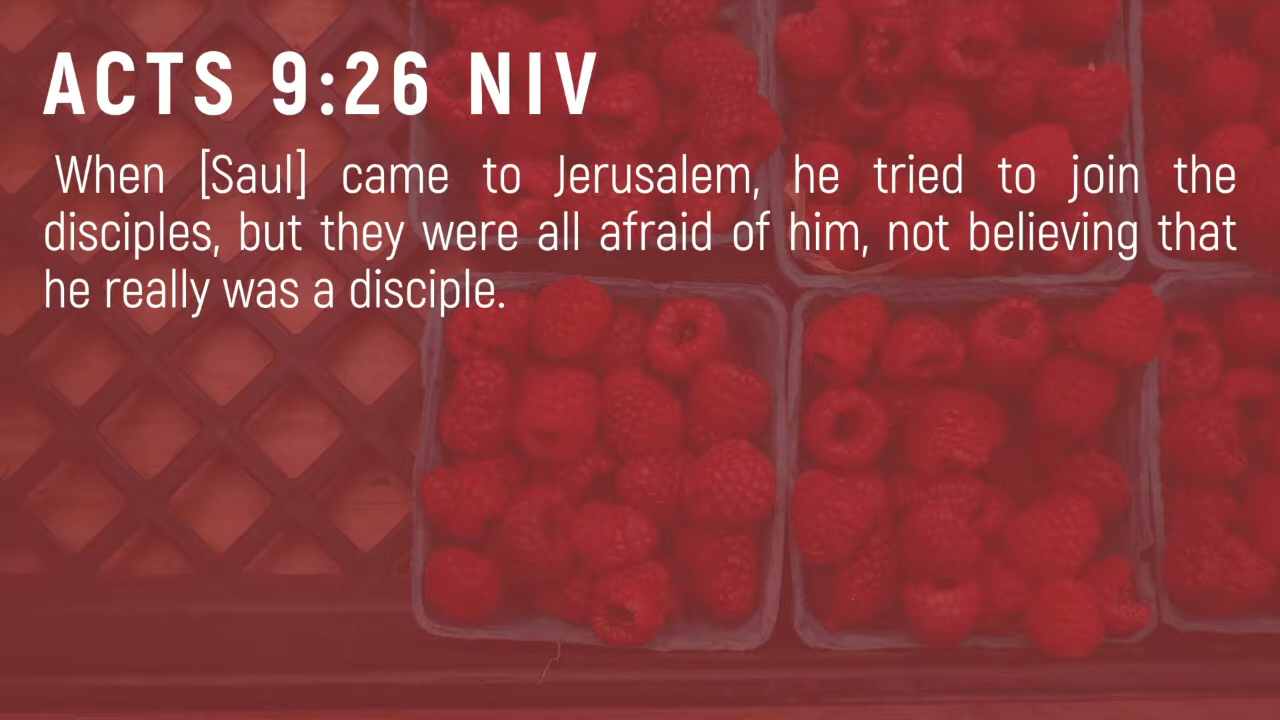 ACTS 9:26 NIV
When [Saul] came to Jerusalem, he tried to join the
disciples, but they were all afraid of him, not believing that
he really was a disciple.